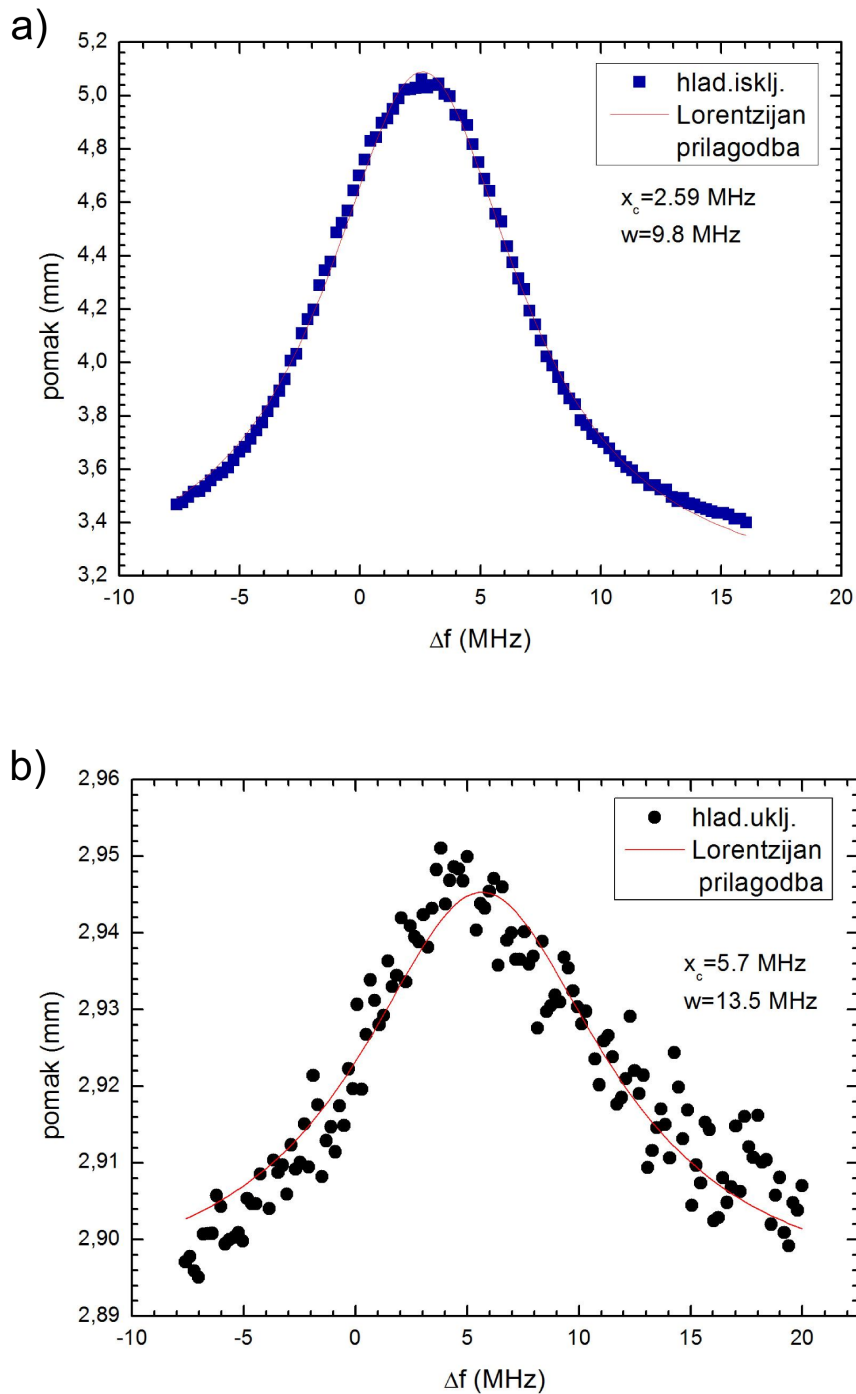 a)
5,2
5,0
4,8
4,6
4,4
4,2
4,0
3,8
3,6
3,4
3,2
pomak (mm)
hlad.isklj.
Lorentzijan
prilagodba
x_c=2.59 MHz
w=9.8 MHz
-10 -5 0 5 10 15 20
Δf (MHz)
b)
2,96
2,95
2,94
2,93
2,92
2,91
2,90
2,89
pomak (mm)
hlad.uklj.
Lorentzijan
prilagodba
x_c=5.7 MHz
w=13.5 MHz
-10 -5 0 5 10 15 20
Δf (MHz)